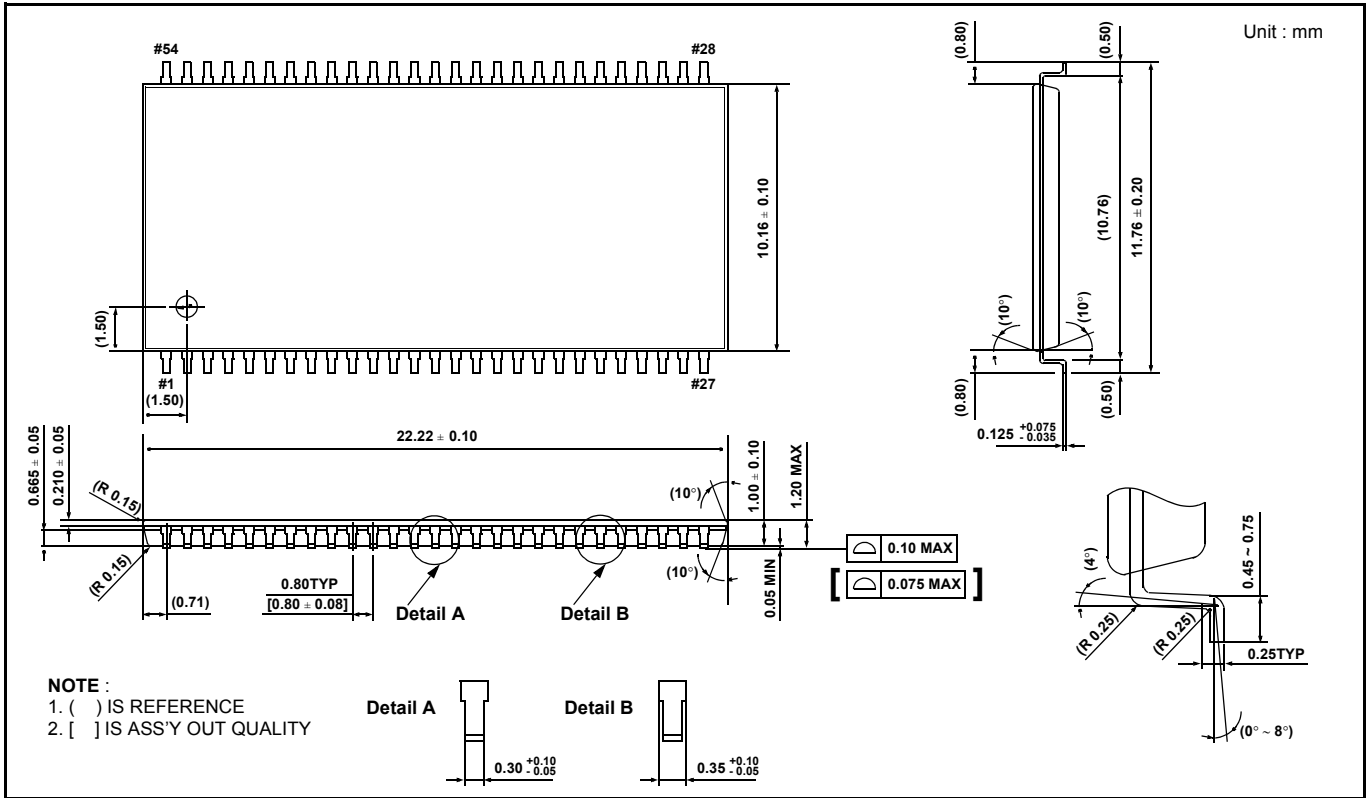 Unit : mm
#54
#28
(0.80)
(0.50)
10.16 ± 0.10
(10.76)
11.76 ± 0.20
(1.50)
(10°)
(10°)
#1
#27
(1.50)
(0.80)
(0.50)
0.125 +0.075 - 0.035
0.665 ± 0.05
0.210 ± 0.05
22.22 ± 0.10
(R 0.15)
(10°)
1.00 ± 0.10
1.20 MAX
(R 0.15)
(0.71)
0.80TYP
[0.80 ± 0.08]
Detail A
Detail B
(10°)
0.05 MIN
0.10 MAX
[ 0.075 MAX ]
(4°)
0.45 ~ 0.75
(R 0.25)
(R 0.25)
0.25TYP
(0° ~ 8°)
NOTE :
1. ( ) IS REFERENCE
2. [ ] IS ASS'Y OUT QUALITY
Detail A
Detail B
0.30 +0.10 - 0.05
0.35 +0.10 - 0.05